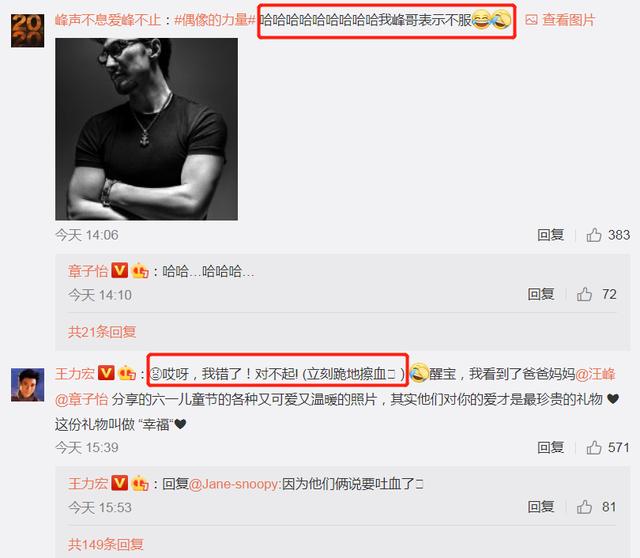 2020
峰声不息爱峰不止：#偶像的力量# 哈哈哈哈哈哈哈哈哈我峰哥表示不服😂🤣 查看图片
今天 14:06
回复 383
章子怡：哈哈…哈哈哈…
今天 14:10
回复 72
共21条回复
王力宏：哎呀，我错了！对不起! (立刻跪地擦血 ) 🤣醒宝，我看到了爸爸妈妈@汪峰
@章子怡 分享的六一儿童节的各种又可爱又温暖的照片，其实他们对你的爱才是最珍贵的礼物❤
这份礼物叫做 “幸福“❤
今天 15:39
回复 571
王力宏：回复@Jane-snoopy:因为他们俩说要吐血了
今天 15:53
回复 81
共149条回复